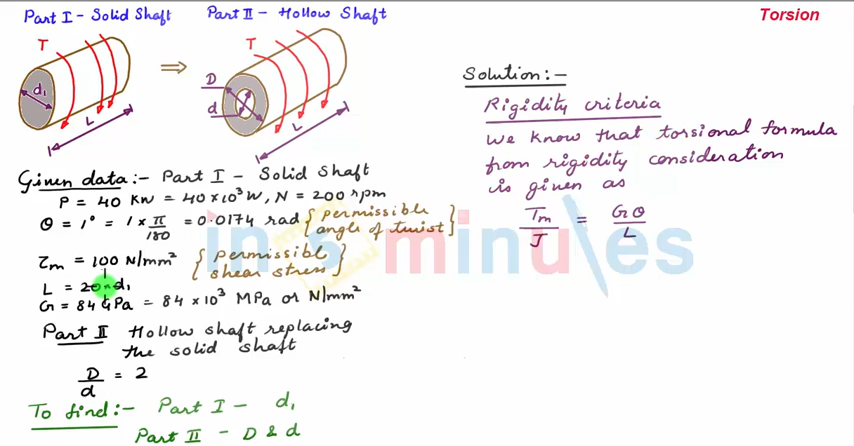 Part I - Solid Shaft
Part II - Hollow Shaft
Torsion
T
d₁
L
⇒
T
D
d
L
Given data:- Part I - Solid Shaft
P = 40 KW = 40×10³ W, N = 200 rpm
θ = 1° = 1 × π/180 = 0.0174 rad {permissible angle of twist}
τm = 100 N/mm² {permissible shear stress}
G = 84 GPa = 84 × 10³ MPa or N/mm²
Part II Hollow shaft replacing
the solid shaft
D/d = 2
To find:- Part I - d₁
Part II - D & d
Solution:-
Rigidity criteria
We know that torsional formula
from rigidity consideration
is given as
Tm/J = Gθ/L
in 5 minutes